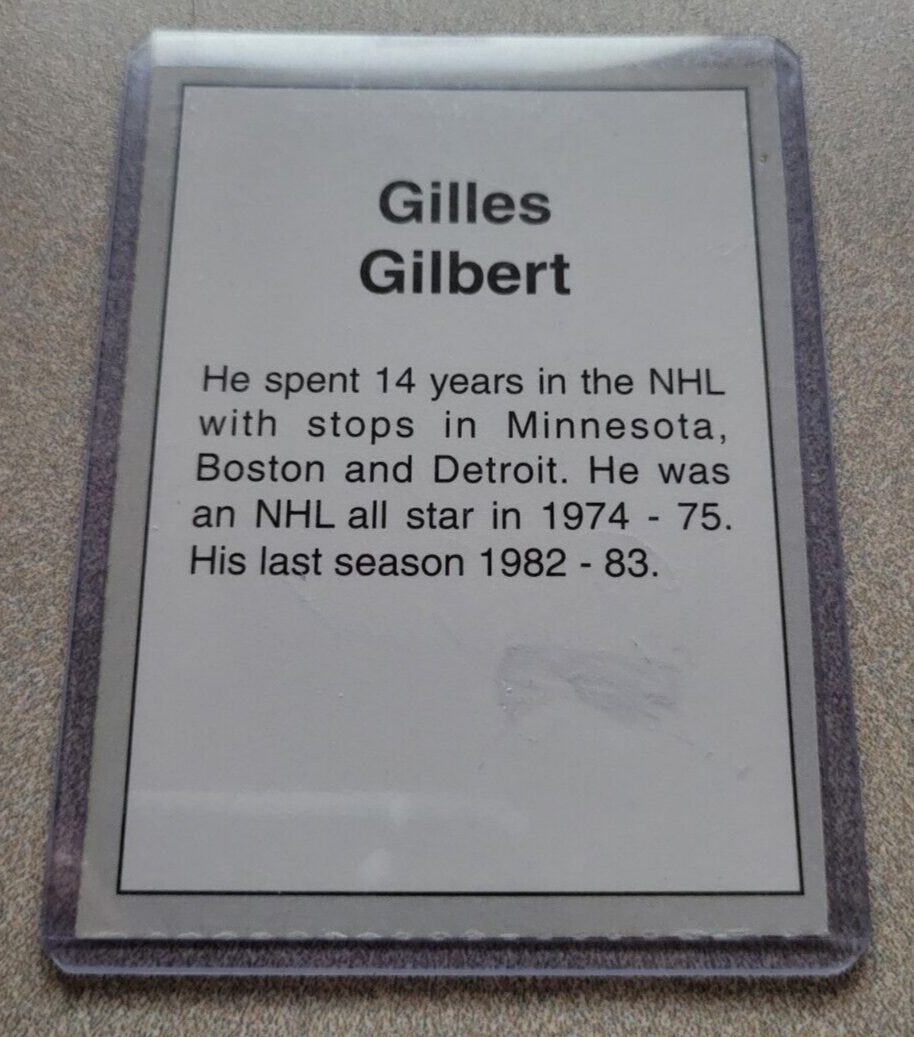 Gilles
Gilbert
He spent 14 years in the NHL
with stops in Minnesota,
Boston and Detroit. He was
an NHL all star in 1974 - 75.
His last season 1982 - 83.